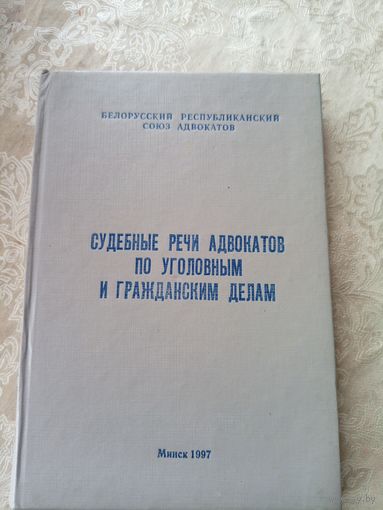 БЕЛОРУССКИЙ РЕСПУБЛИКАНСКИЙ
СОЮЗ АДВОКАТОВ
СУДЕБНЫЕ РЕЧИ АДВОКАТОВ
ПО УГОЛОВНЫМ
И ГРАЖДАНСКИМ ДЕЛАМ
Минск 1997